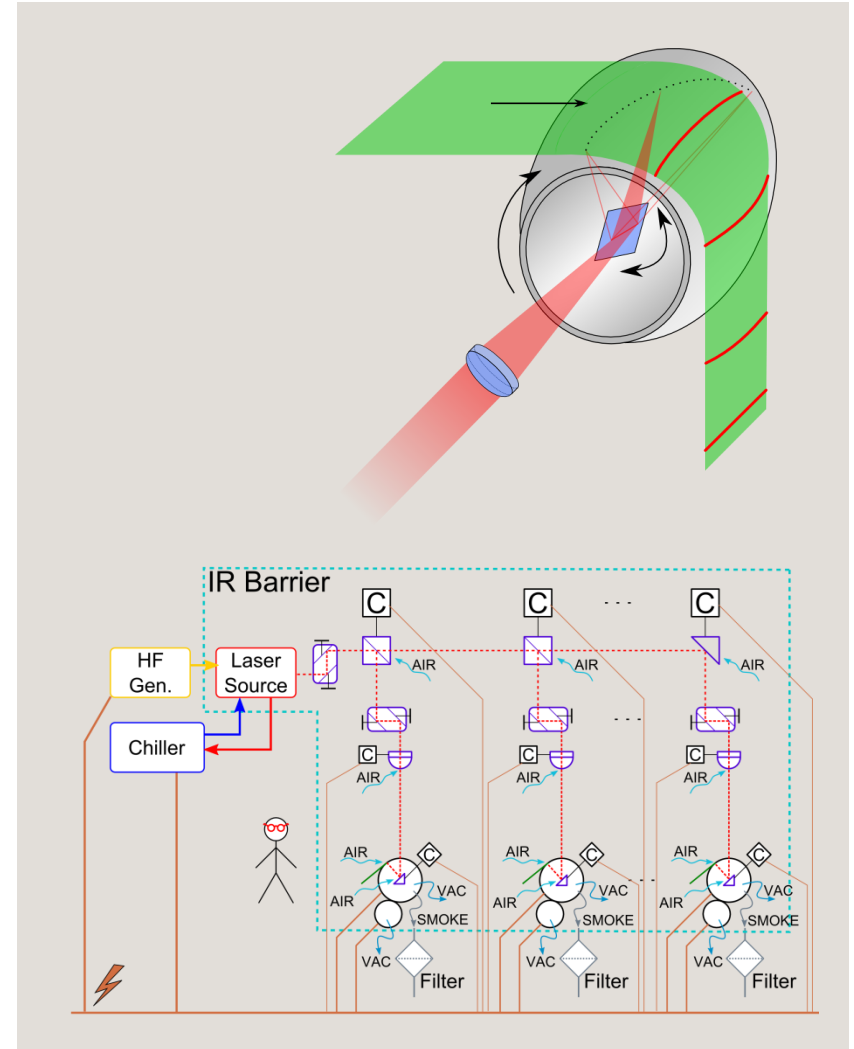 IR Barrier
C
C
. . .
C
HF
Gen.
Laser
Source
AIR
AIR
AIR
Chiller
. . .
C
C
C
AIR
AIR
AIR
AIR
C
AIR
C
AIR
C
AIR
VAC
AIR
VAC
. . .
AIR
VAC
SMOKE
SMOKE
SMOKE
VAC
VAC
VAC
Filter
Filter
Filter